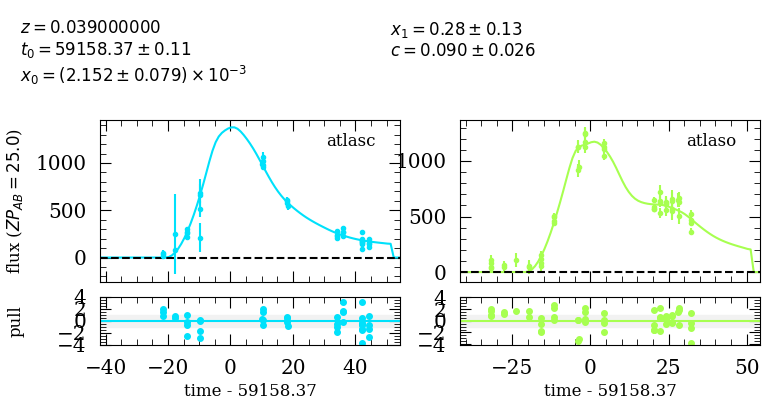 z = 0.039000000
t₀ = 59158.37 ± 0.11
x₀ = (2.152 ± 0.079) × 10⁻³
x₁ = 0.28 ± 0.13
c = 0.090 ± 0.026
atlasc
atlaso
flux (ZP_AB = 25.0)
1000
500
0
1000
500
0
pull
4
2
0
−2
−4
4
2
0
−2
−4
−40 −20 0 20 40
−25 0 25 50
time - 59158.37
time - 59158.37